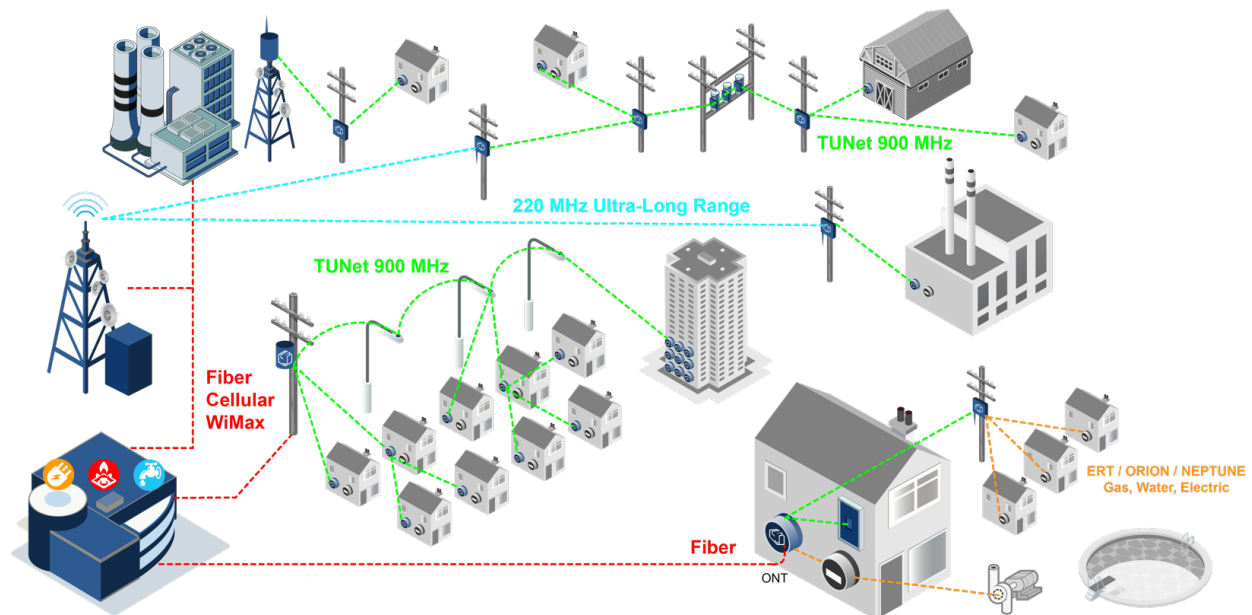 TUNet 900 MHz
220 MHz Ultra-Long Range
TUNet 900 MHz
Fiber
Cellular
WiMax
ERT / ORION / NEPTUNE
Gas, Water, Electric
Fiber
ONT